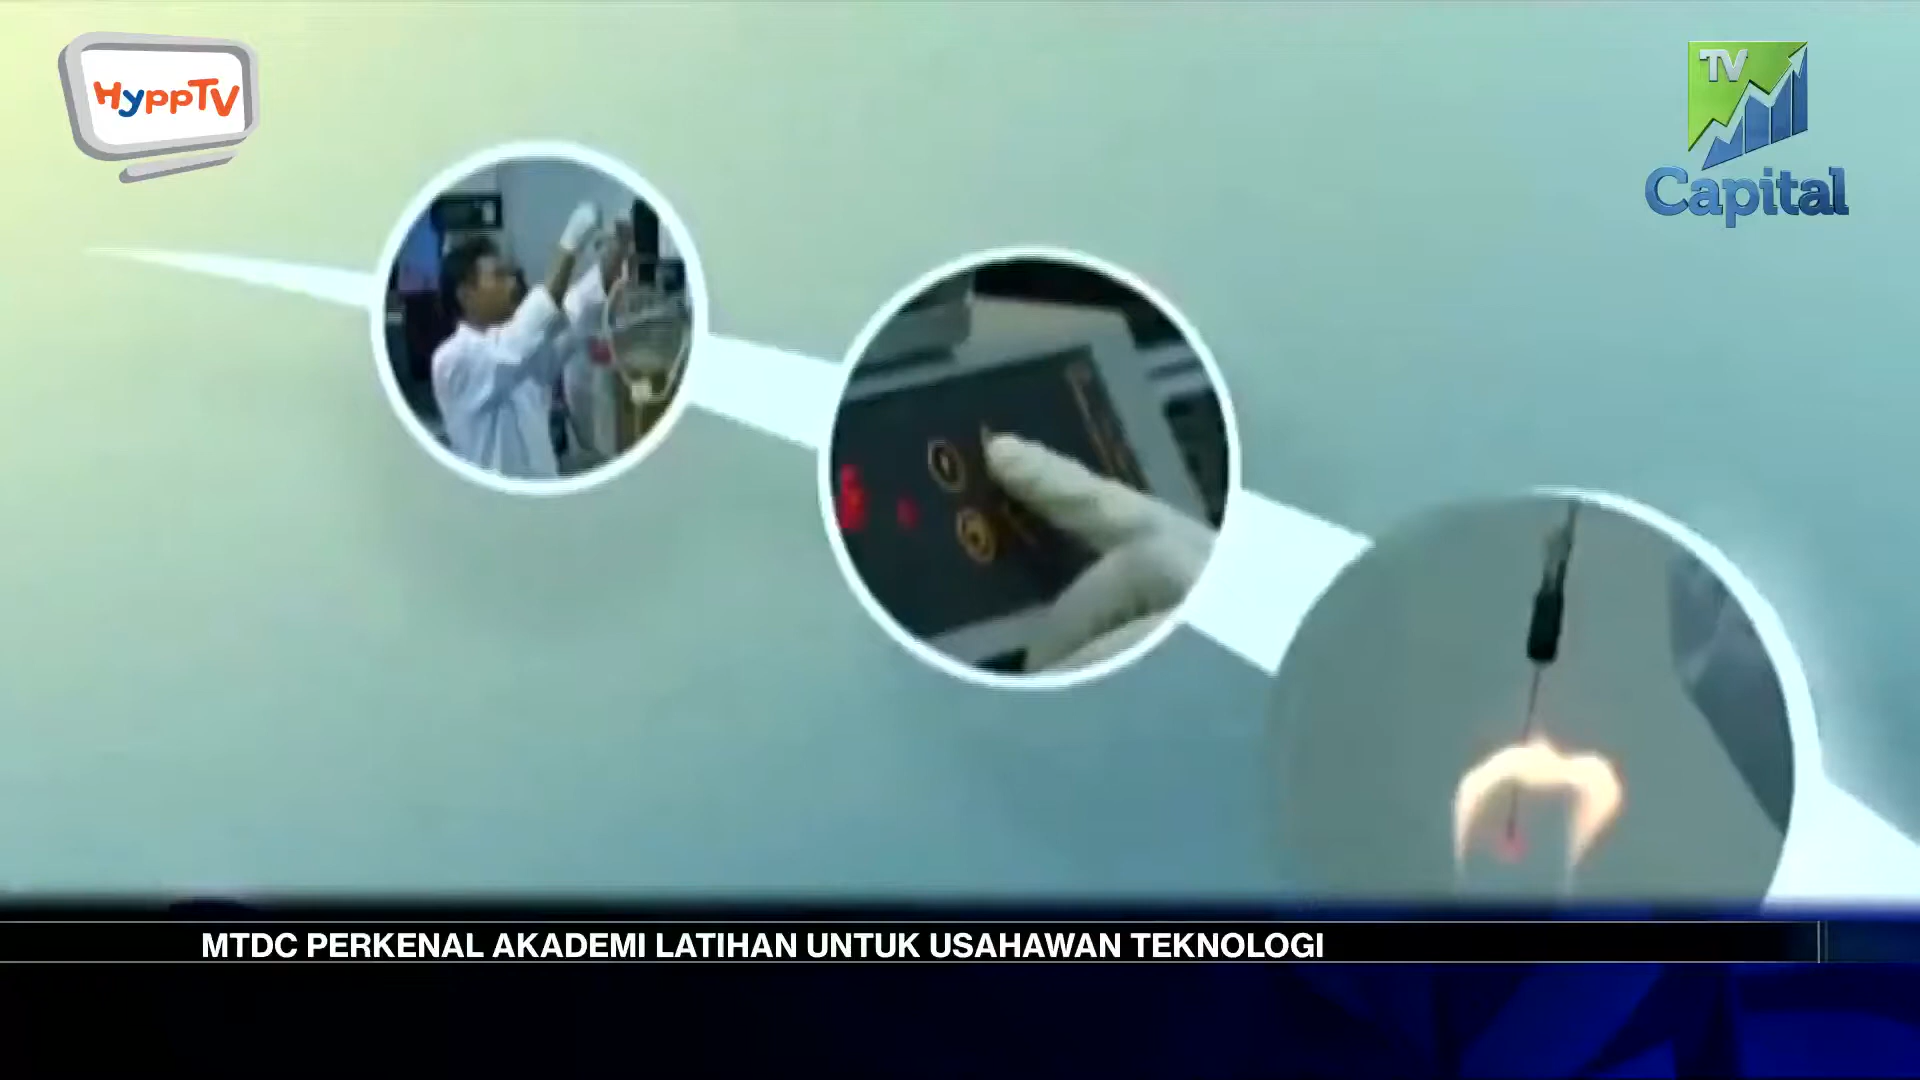 HyppTV
TV
Capital
MTDC PERKENAL AKADEMI LATIHAN UNTUK USAHAWAN TEKNOLOGI